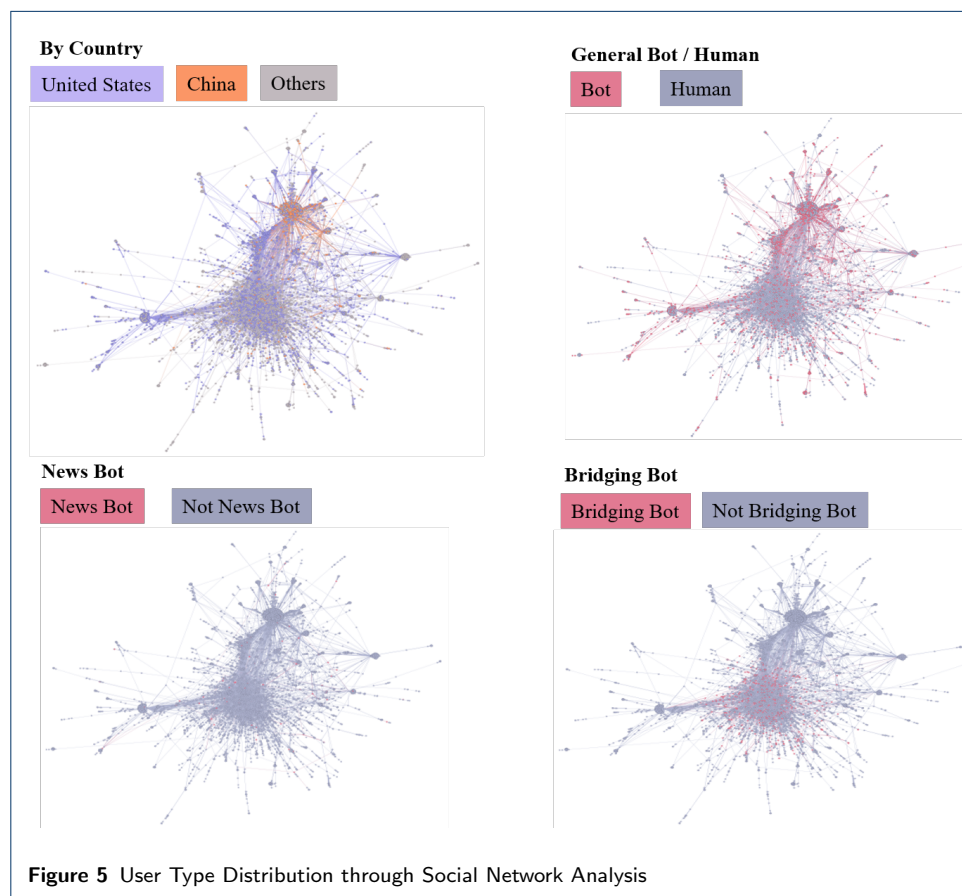 By Country
United States
China
Others
General Bot / Human
Bot
Human
News Bot
News Bot
Not News Bot
Bridging Bot
Bridging Bot
Not Bridging Bot
Figure 5 User Type Distribution through Social Network Analysis